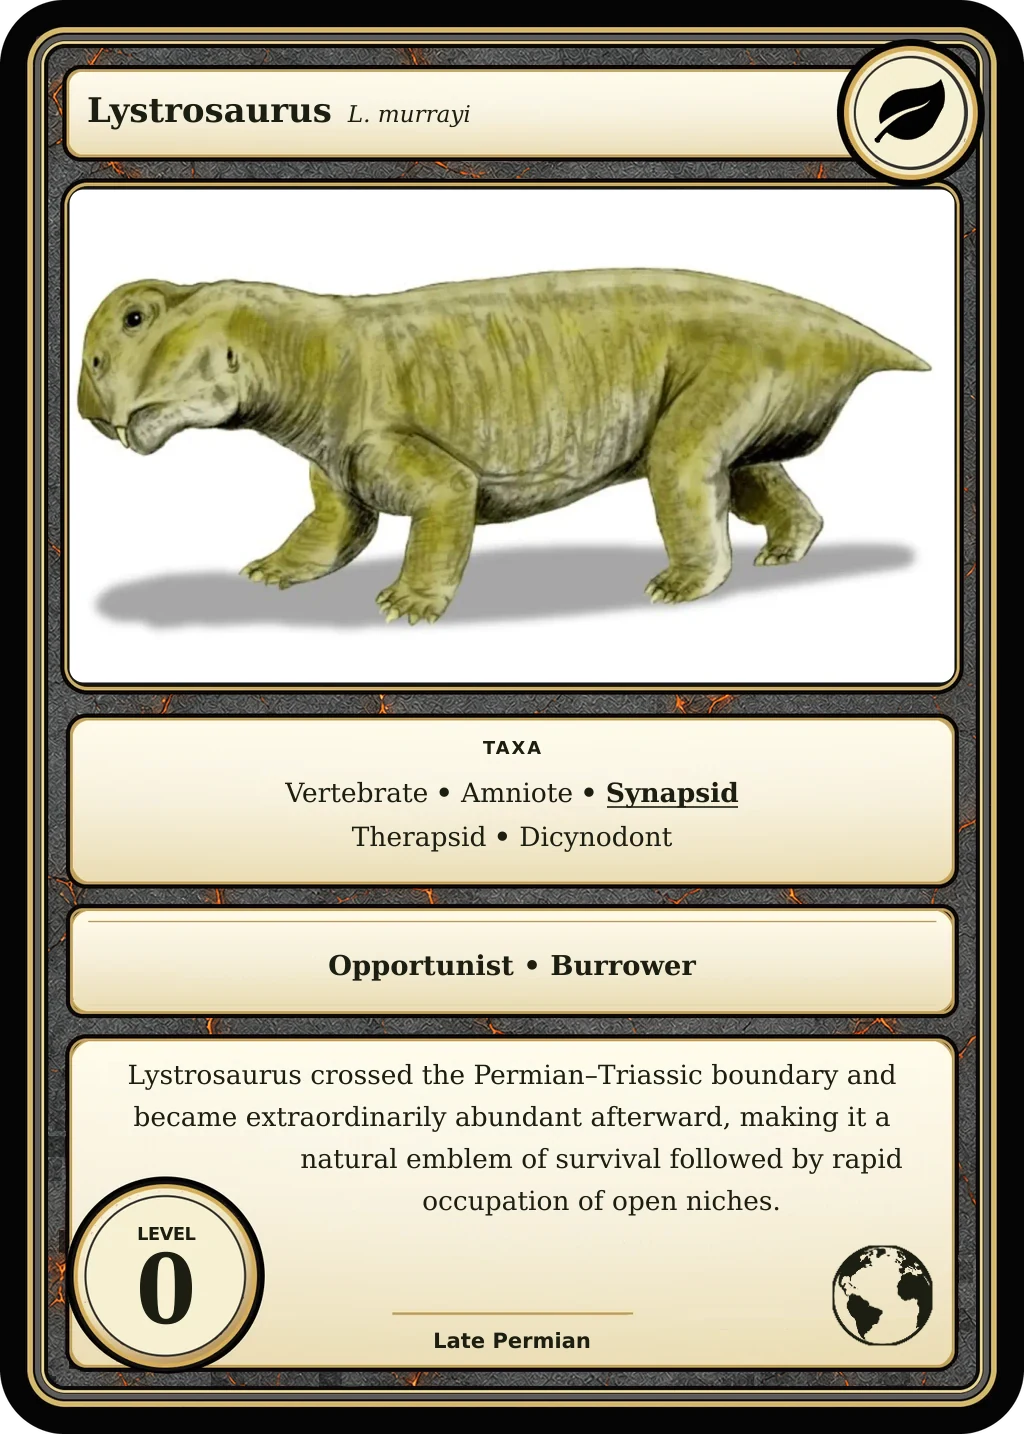 Lystrosaurus L. murrayi
TAXA
Vertebrate • Amniote • Synapsid
Therapsid • Dicynodont
Opportunist • Burrower
Lystrosaurus crossed the Permian–Triassic boundary and
became extraordinarily abundant afterward, making it a
natural emblem of survival followed by rapid
occupation of open niches.
LEVEL
0
Late Permian